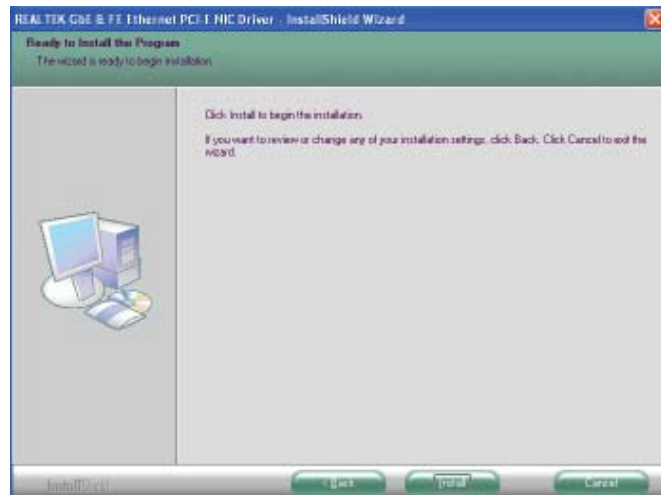 REALTEK GbE & FE Ethernet PCI-E NIC Driver - InstallShield Wizard
Ready to Install the Program
The wizard is ready to begin installation.
Click Install to begin the installation.
If you want to review or change any of your installation settings, click Back. Click Cancel to exit the
wizard.
InstallShield
< Back
Install
Cancel